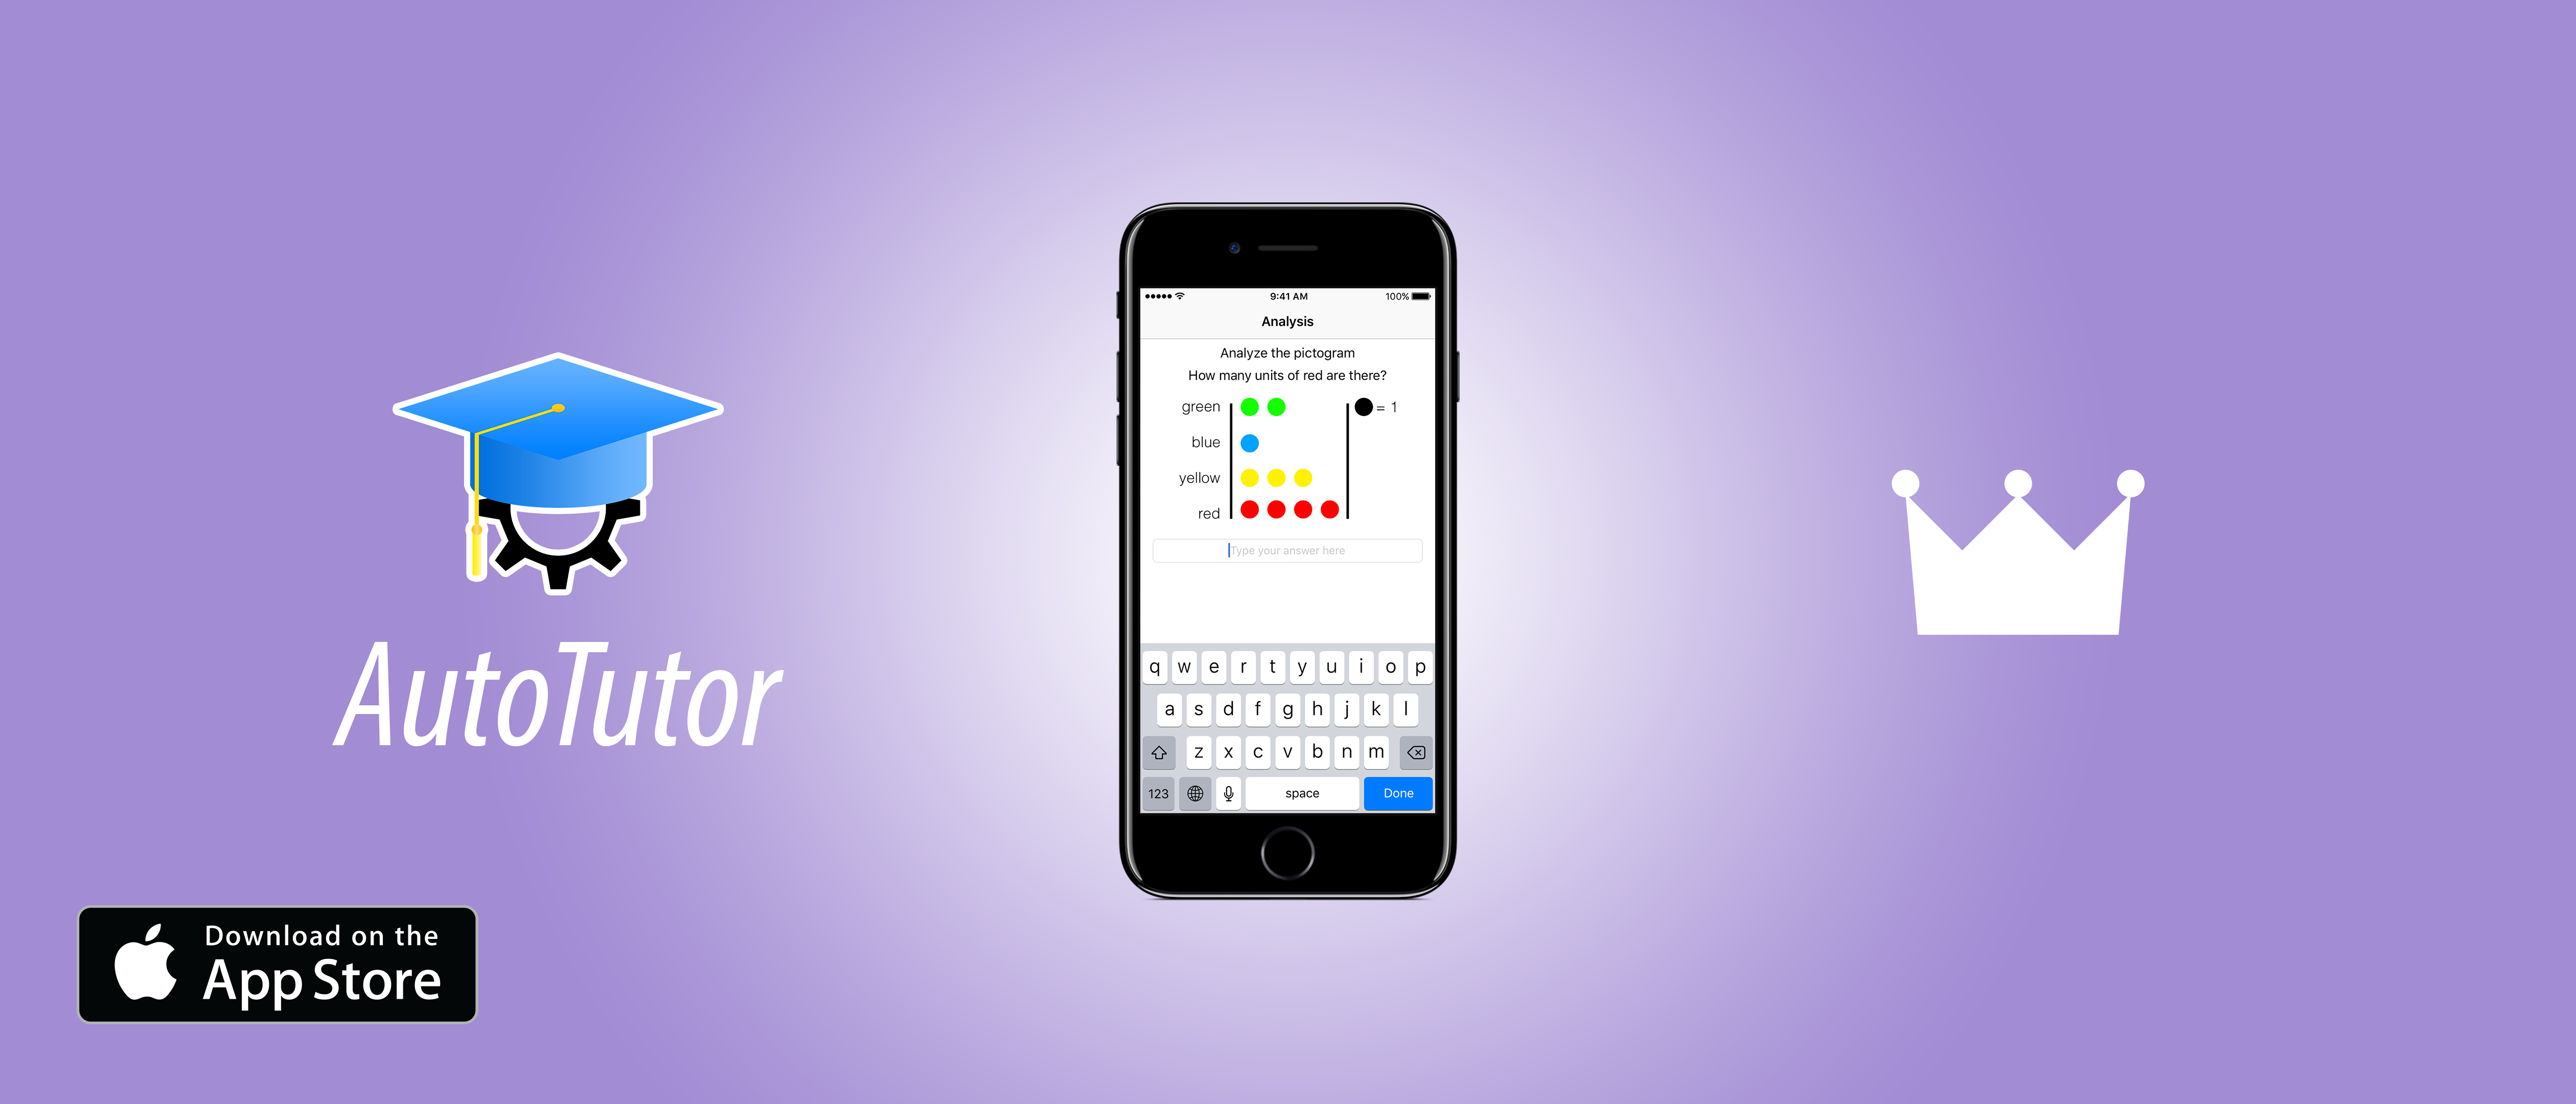 AutoTutor
Download on the
App Store
9:41 AM
100%
Analysis
Analyze the pictogram
How many units of red are there?
green
= 1
blue
yellow
red
Type your answer here
q w e r t y u i o p
a s d f g h j k l
z x c v b n m
123 space Done